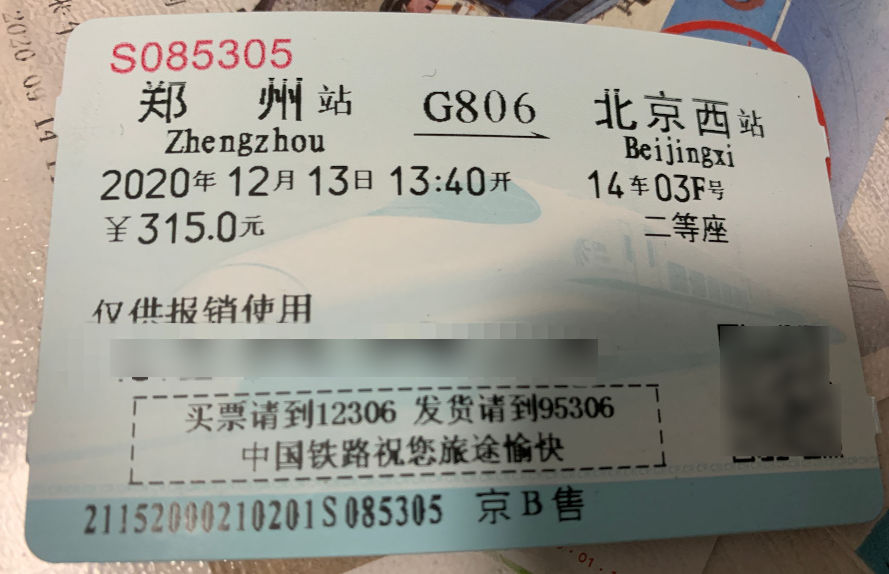 S085305
郑州站 G806 北京西站
Zhengzhou Beijingxi
2020年12月13日 13:40开 14车03F号
￥315.0元 二等座
仅供报销使用
买票请到12306 发货请到95306
中国铁路祝您旅途愉快
21152000210201S085305 京B售